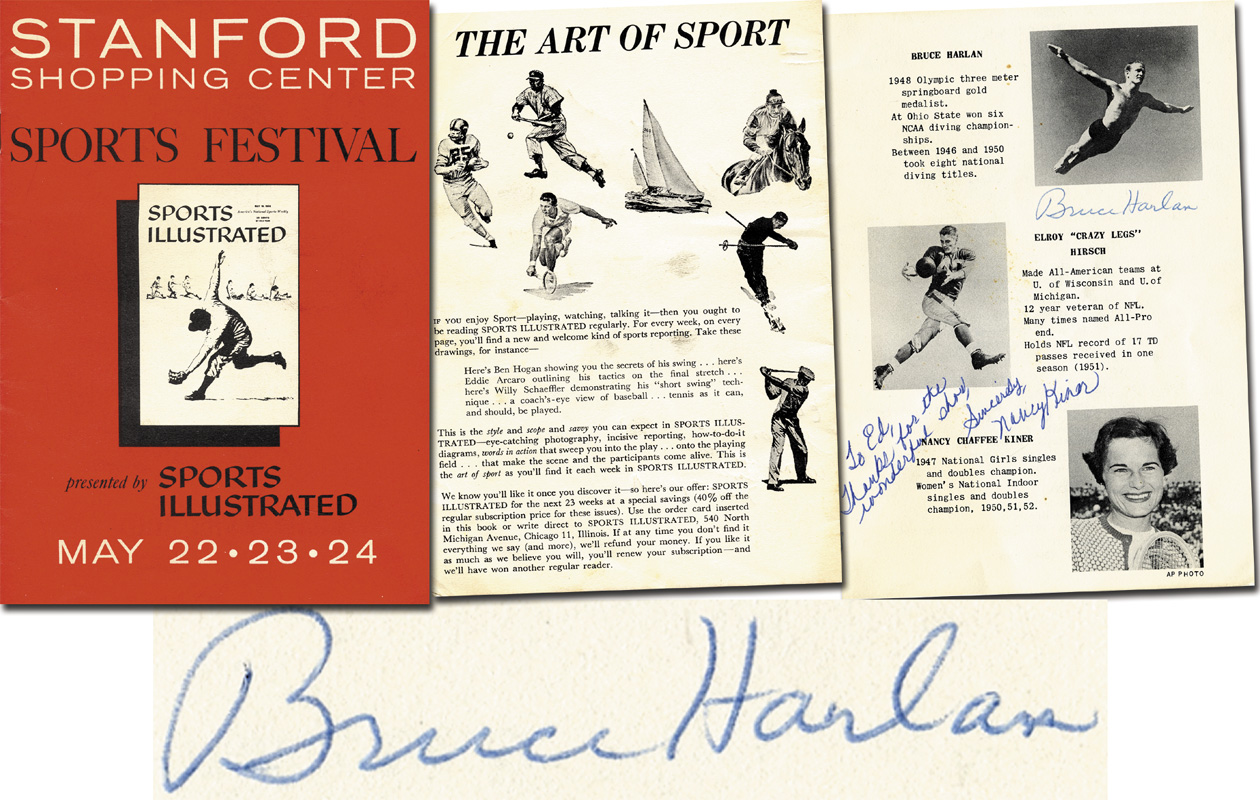 STANFORD
SHOPPING CENTER
SPORTS FESTIVAL
SPORTS
ILLUSTRATED
presented by SPORTS
ILLUSTRATED
MAY 22•23•24
THE ART OF SPORT
25
IF YOU enjoy Sport—playing, watching, talking it—then you ought to
be reading SPORTS ILLUSTRATED regularly. For every week, on every
page, you'll find a new and welcome kind of sports reporting. Take these
drawings, for instance—
Here's Ben Hogan showing you the secrets of his swing . . . here's
Eddie Arcaro outlining his tactics on the final stretch . . .
here's Willy Schaeffler demonstrating his "short swing" tech-
nique . . . a coach's-eye view of baseball . . . tennis as it can,
and should, be played.
This is the style and scope and savvy you can expect in SPORTS ILLUS-
TRATED—eye-catching photography, incisive reporting, how-to-do-it
diagrams, words in action that sweep you into the play . . . onto the playing
field . . . that make the scene and the participants come alive. This is
the art of sport as you'll find it each week in SPORTS ILLUSTRATED.
We know you'll like it once you discover it—so here's our offer: SPORTS
ILLUSTRATED for the next 23 weeks at a special savings (40% off the
regular subscription price for these issues). Use the order card inserted
in this book or write direct to SPORTS ILLUSTRATED, 540 North
Michigan Avenue, Chicago 11, Illinois. If at any time you don't find it
everything we say (and more), we'll refund your money. If you like it
as much as we believe you will, you'll renew your subscription—and
we'll have won another regular reader.
BRUCE HARLAN
1948 Olympic three meter
springboard gold
medalist.
At Ohio State won six
NCAA diving champion-
ships.
Between 1946 and 1950
took eight national
diving titles.
Bruce Harlan
ELROY "CRAZY LEGS"
HIRSCH
Made All-American teams at
U. of Wisconsin and U.of
Michigan.
12 year veteran of NFL.
Many times named All-Pro
end.
Holds NFL record of 17 TD
passes received in one
season (1951).
To Ed,
Thanks for the
wonderful show,
Sincerely,
Nancy Kiner
NANCY CHAFFEE KINER
1947 National Girls singles
and doubles champion.
Women's National Indoor
singles and doubles
champion, 1950,51,52.
AP PHOTO
Bruce Harlan